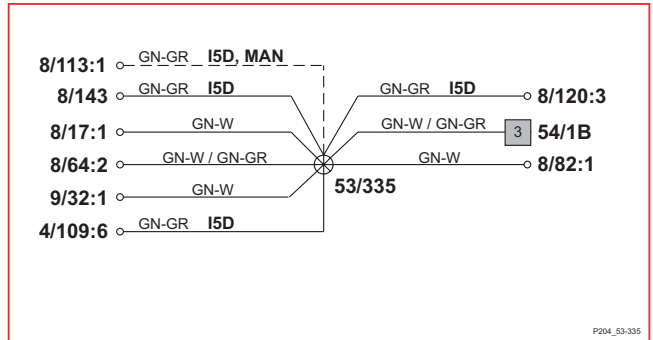 8/113:1 GN-GR I5D, MAN
8/143 GN-GR I5D
GN-GR I5D 8/120:3
8/17:1 GN-W
GN-W / GN-GR 3 54/1B
8/64:2 GN-W / GN-GR
GN-W 8/82:1
53/335
9/32:1 GN-W
4/109:6 GN-GR I5D
P204_53-335